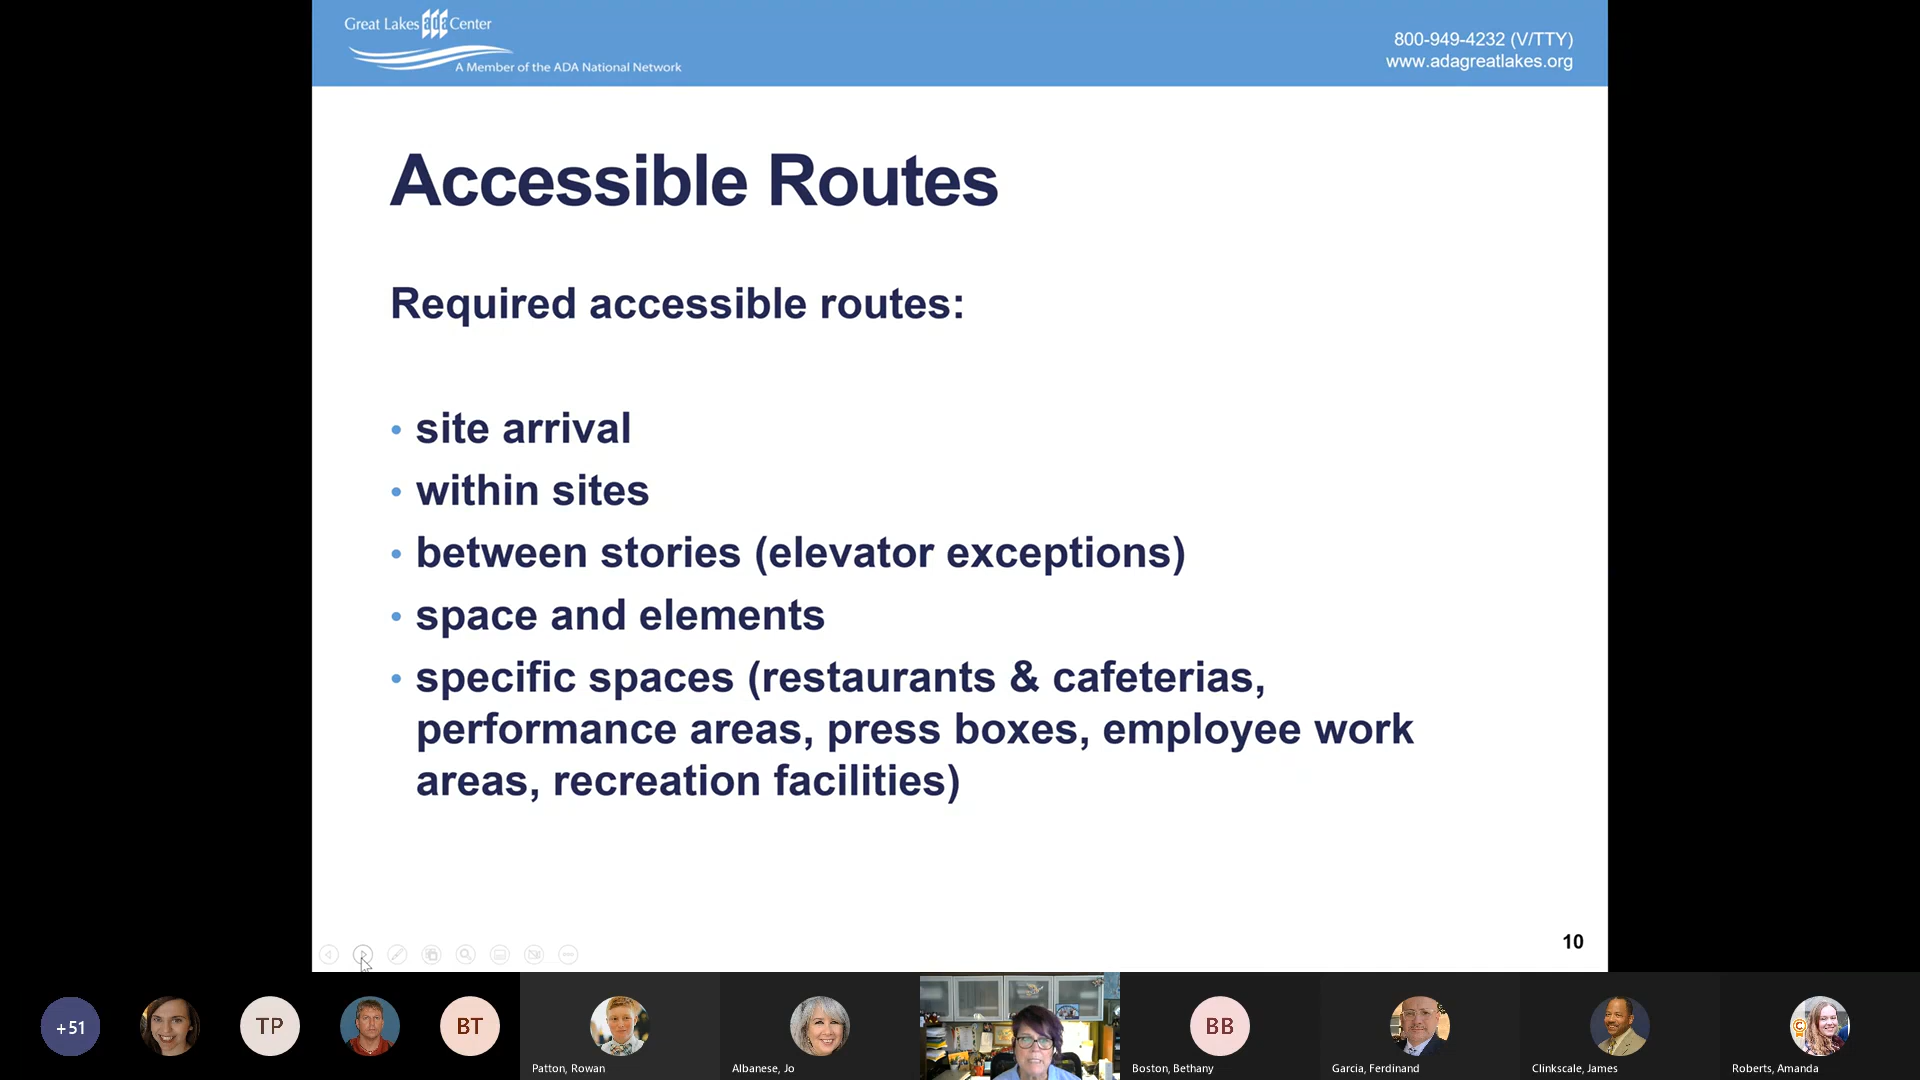 Great Lakes ada Center
A Member of the ADA National Network
800-949-4232 (V/TTY)
www.adagreatlakes.org
Accessible Routes
Required accessible routes:
• site arrival
• within sites
• between stories (elevator exceptions)
• space and elements
• specific spaces (restaurants & cafeterias,
performance areas, press boxes, employee work
areas, recreation facilities)
10
+51
TP
BT
BB
Patton, Rowan
Albanese, Jo
Boston, Bethany
Garcia, Ferdinand
Clinkscale, James
Roberts, Amanda